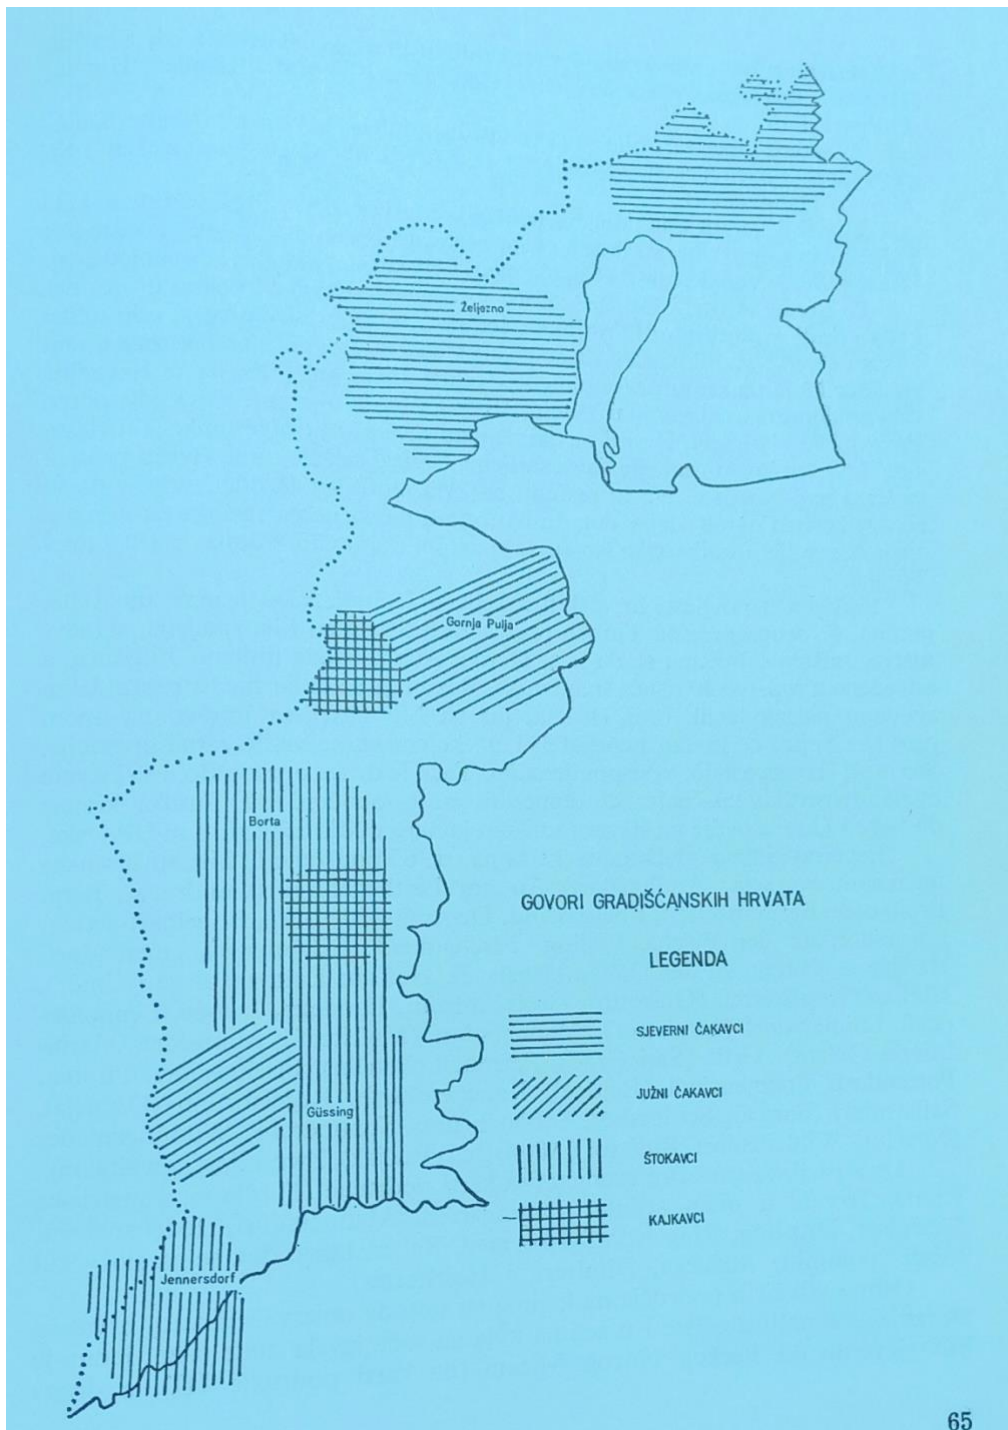 Željezno
Gornja Pulja
Borta
GOVORI GRADIŠĆANSKIH HRVATA
LEGENDA
SJEVERNI ČAKAVCI
JUŽNI ČAKAVCI
Güssing
ŠTOKAVCI
KAJKAVCI
Jennersdorf
65